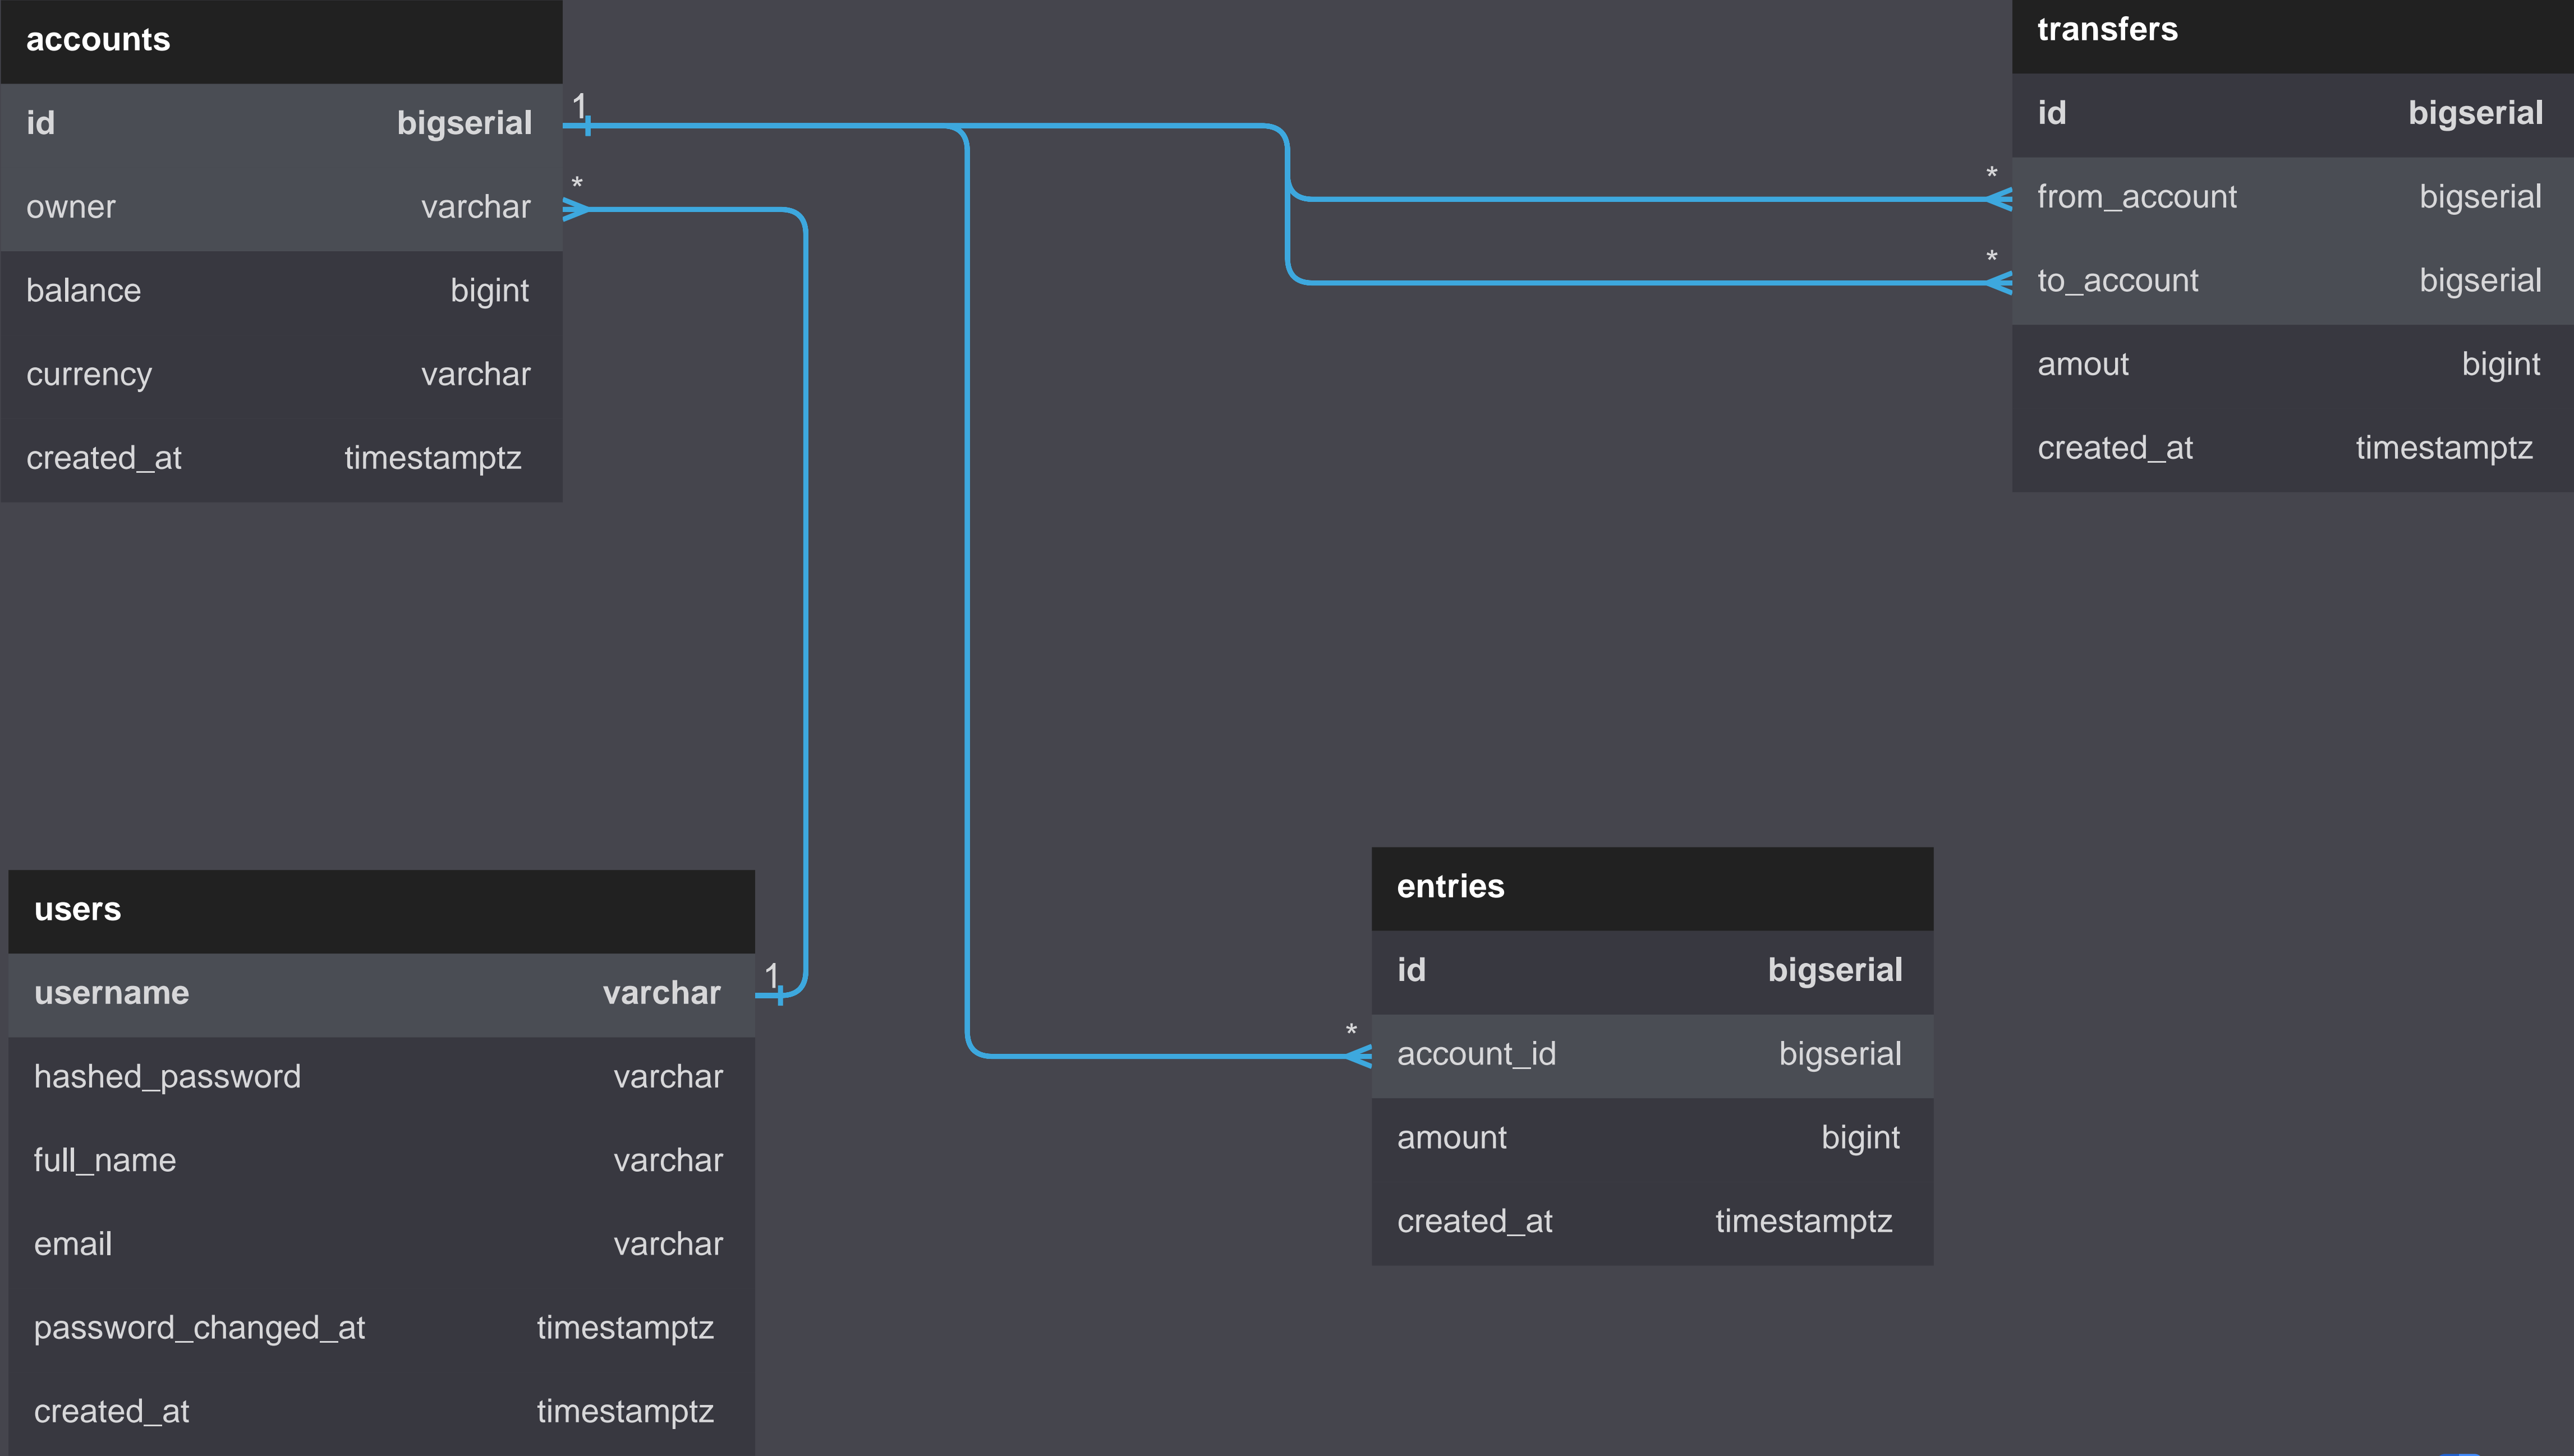 accounts
id bigserial
owner varchar
balance bigint
currency varchar
created_at timestamptz
1
*
transfers
id bigserial
from_account bigserial
to_account bigserial
amout bigint
created_at timestamptz
*
*
users
username varchar
hashed_password varchar
full_name varchar
email varchar
password_changed_at timestamptz
created_at timestamptz
1
entries
id bigserial
account_id bigserial
amount bigint
created_at timestamptz
*